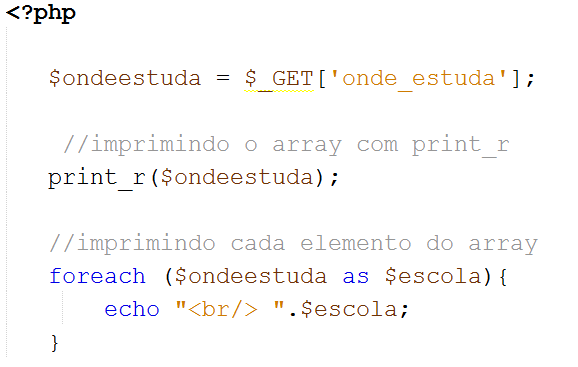 <?php
$ondeestuda = $_GET['onde_estuda'];
//imprimindo o array com print_r
print_r($ondeestuda);
//imprimindo cada elemento do array
foreach ($ondeestuda as $escola){
echo "<br/> ".$escola;
}